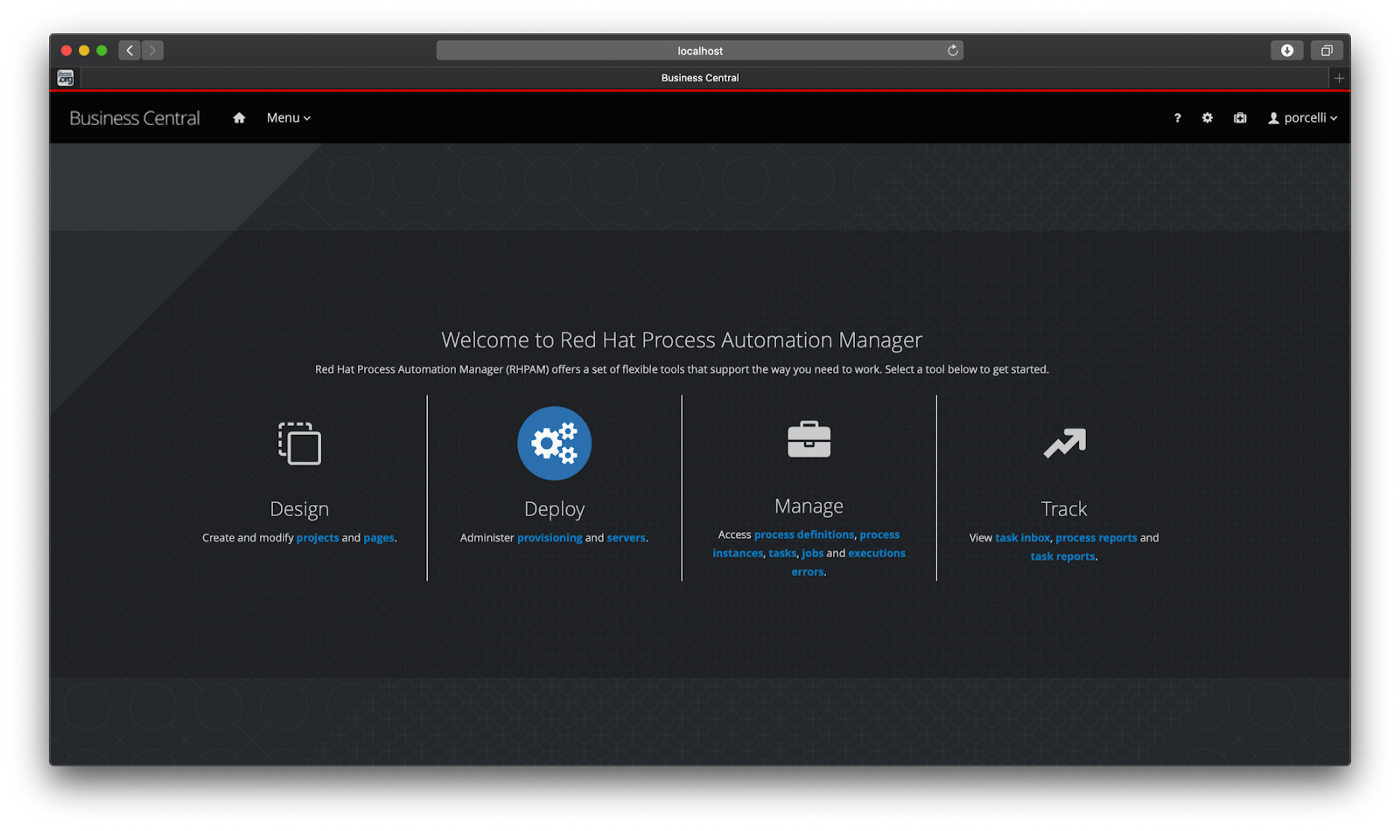 localhost
Business Central
Business Central Menu ? porcelli
Welcome to Red Hat Process Automation Manager
Red Hat Process Automation Manager (RHPAM) offers a set of flexible tools that support the way you need to work. Select a tool below to get started.
Design
Create and modify projects and pages.
Deploy
Administer provisioning and servers.
Manage
Access process definitions, process
instances, tasks, jobs and executions
errors.
Track
View task inbox, process reports and
task reports.